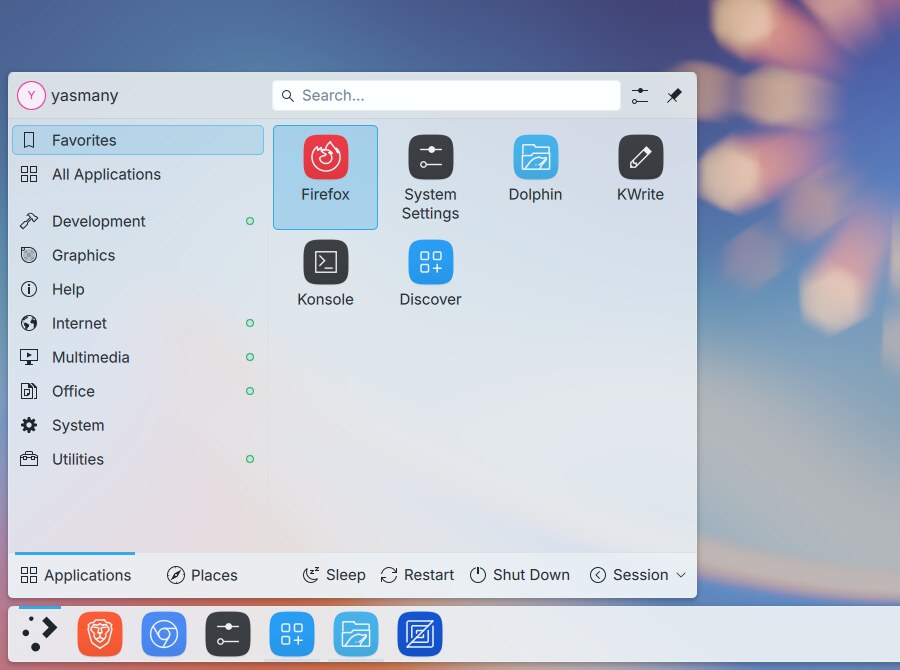 Y yasmany
Search...
Favorites
All Applications
Development
Graphics
Help
Internet
Multimedia
Office
System
Utilities
Firefox
System
Settings
Dolphin
KWrite
Konsole
Discover
Applications
Places
Sleep
Restart
Shut Down
Session